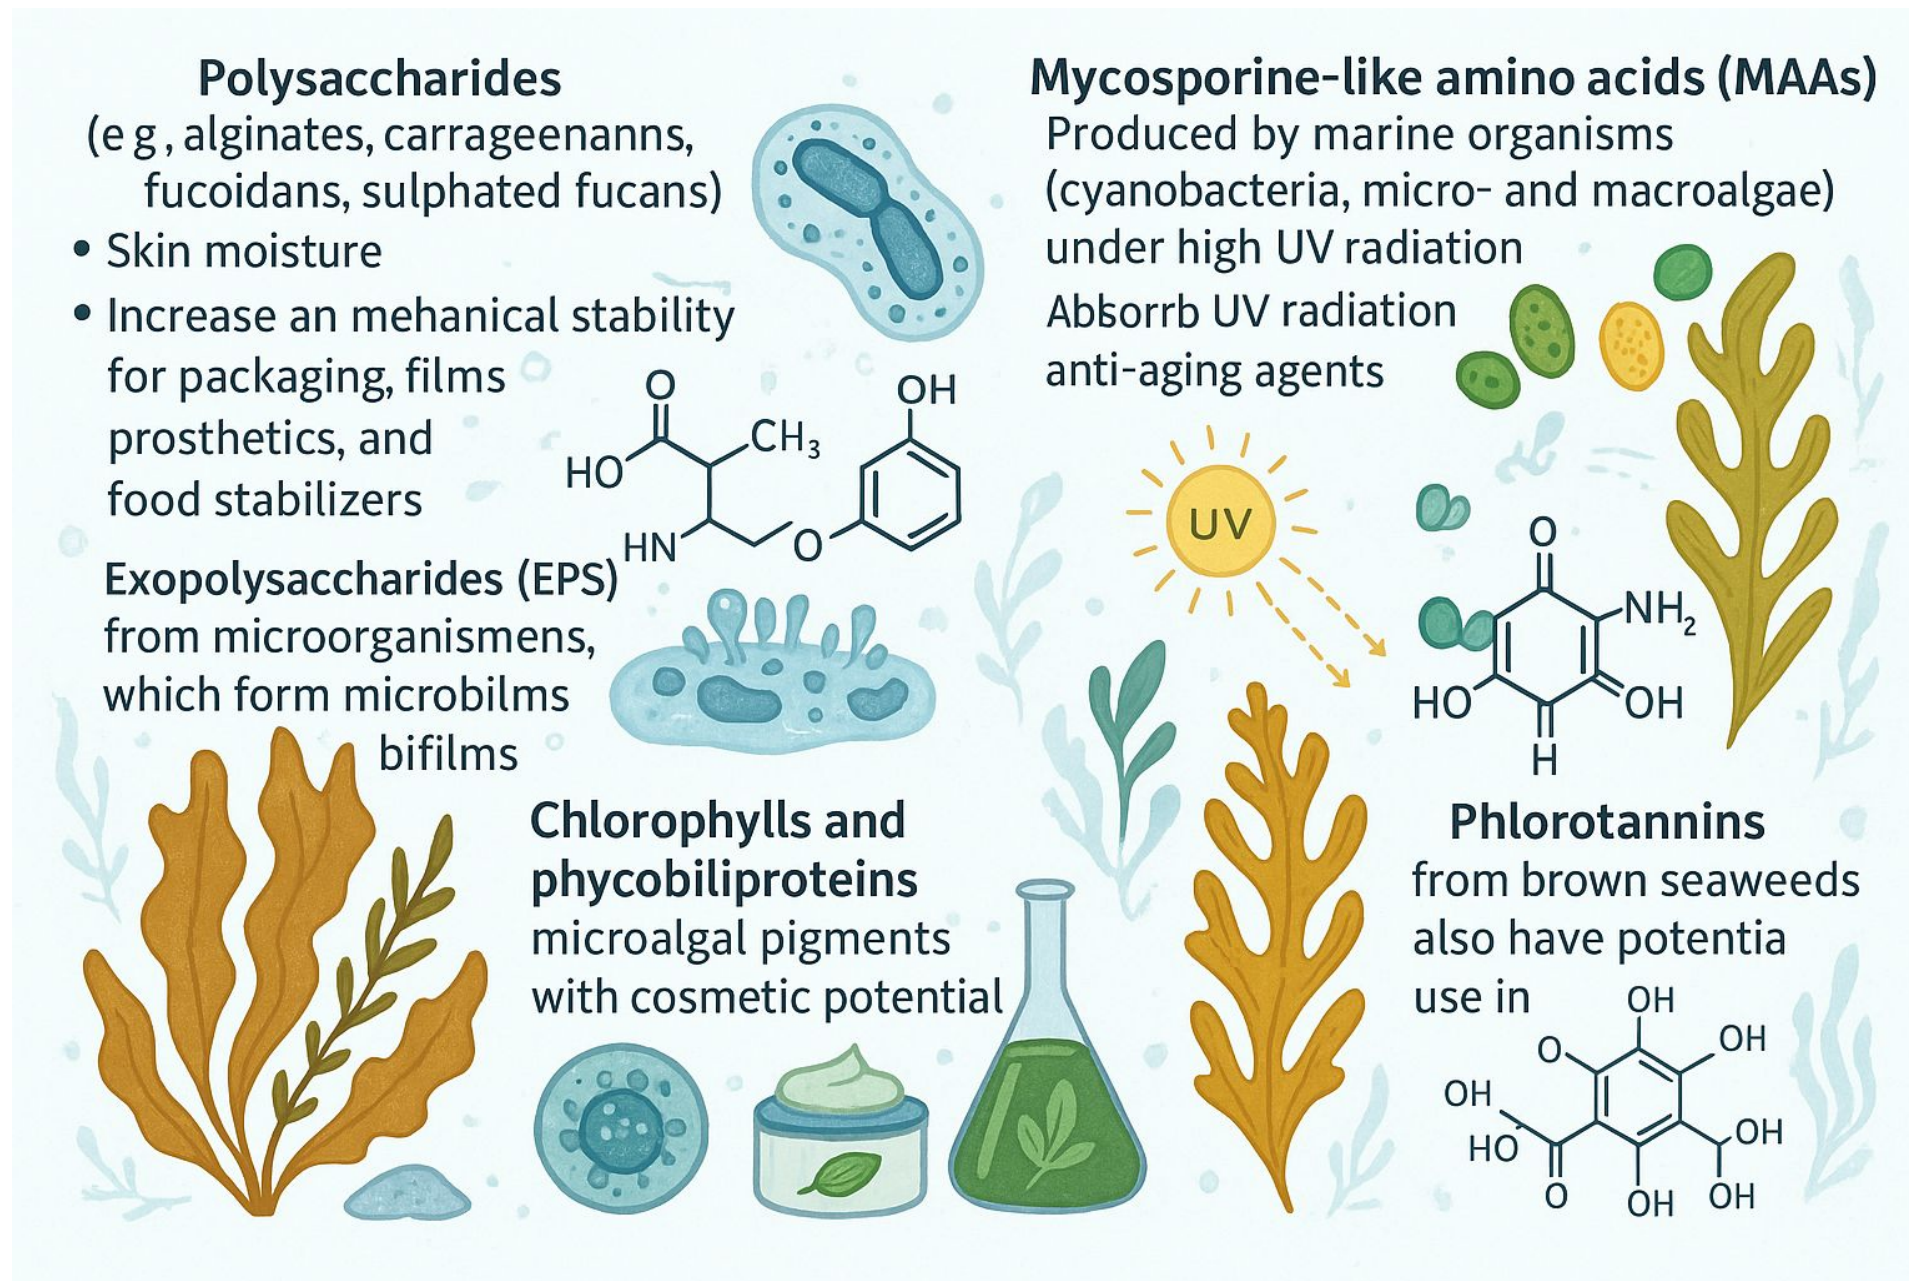 Polysaccharides
(e g, alginates, carrageenanns,
fucoidans, sulphated fucans)
• Skin moisture
• Increase an mehanical stability
for packaging, films
prosthetics, and
food stabilizers
O
HO
CH₃
OH
HN
O
Exopolysaccharides (EPS)
from microorganismens,
which form microbilms
bifilms
Chlorophylls and
phycobiliproteins
microalgal pigments
with cosmetic potential
Mycosporine-like amino acids (MAAs)
Produced by marine organisms
(cyanobacteria, micro- and macroalgae)
under high UV radiation
Abbsorrb UV radiation
anti-aging agents
UV
O
NH₂
HO
OH
H
Phlorotannins
from brown seaweeds
also have potentia
use in
OH
O
OH
OH
HO
OH
O
OH
OH